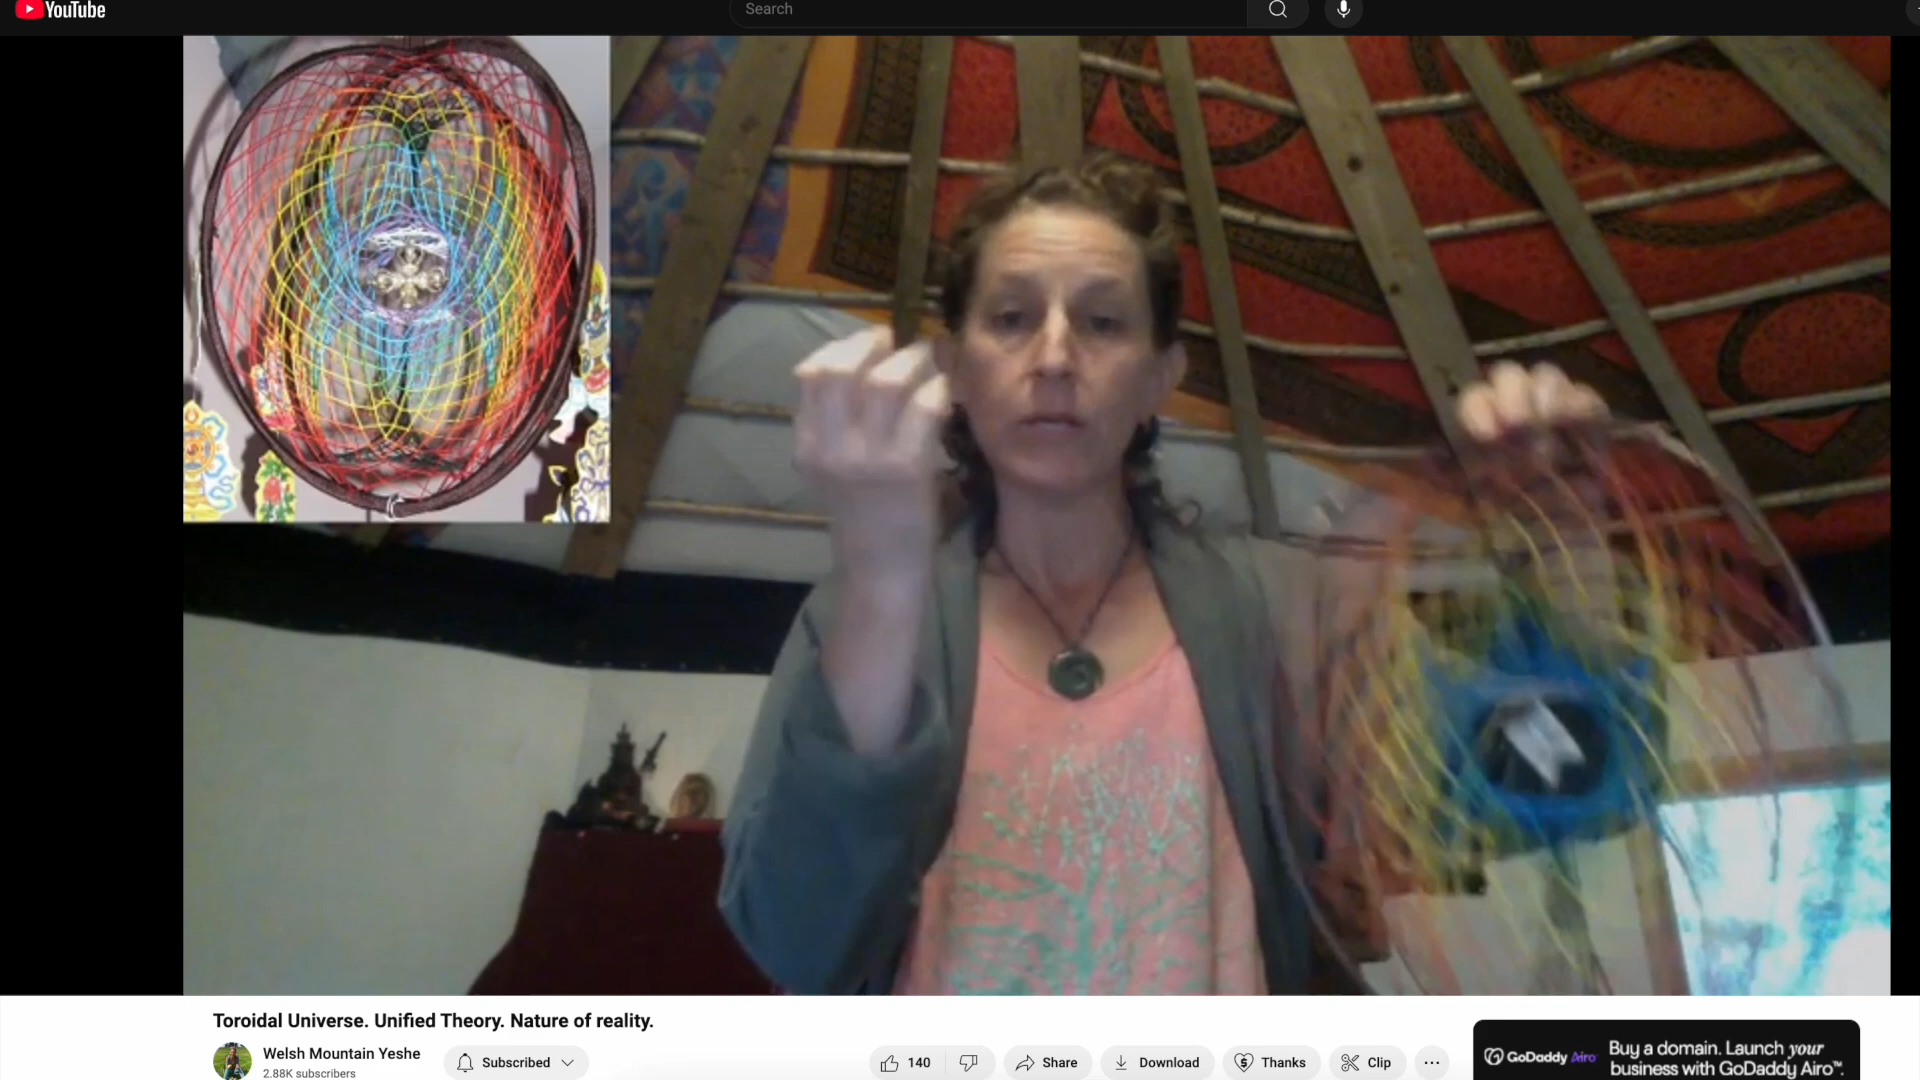 YouTube
Search
Toroidal Universe. Unified Theory. Nature of reality.
Welsh Mountain Yeshe
2.88K subscribers
Subscribed
140
Share
Download
Thanks
Clip
GoDaddy Airo
Buy a domain. Launch your
business with GoDaddy Airo™.